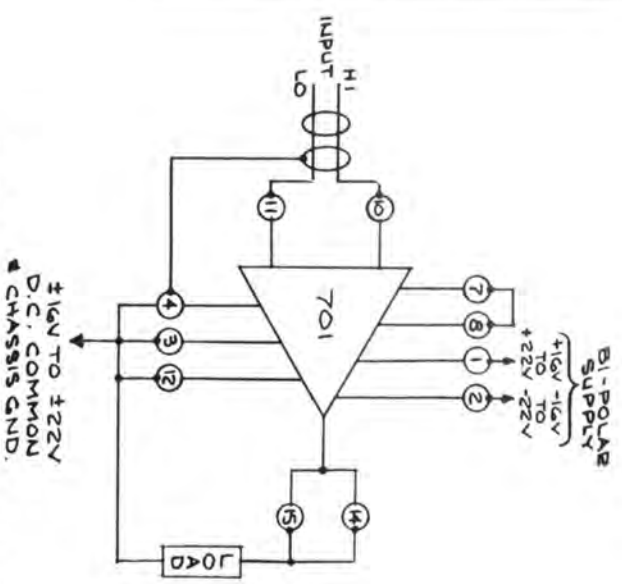 BI-POLAR
SUPPLY
+16V -16V
TO TO
+22V -22V
7 8 1 2
HI
INPUT
LO
10
14
701
11
15
4 3 12
LOAD
±16V TO ±22V
D.C. COMMON
& CHASSIS GND.